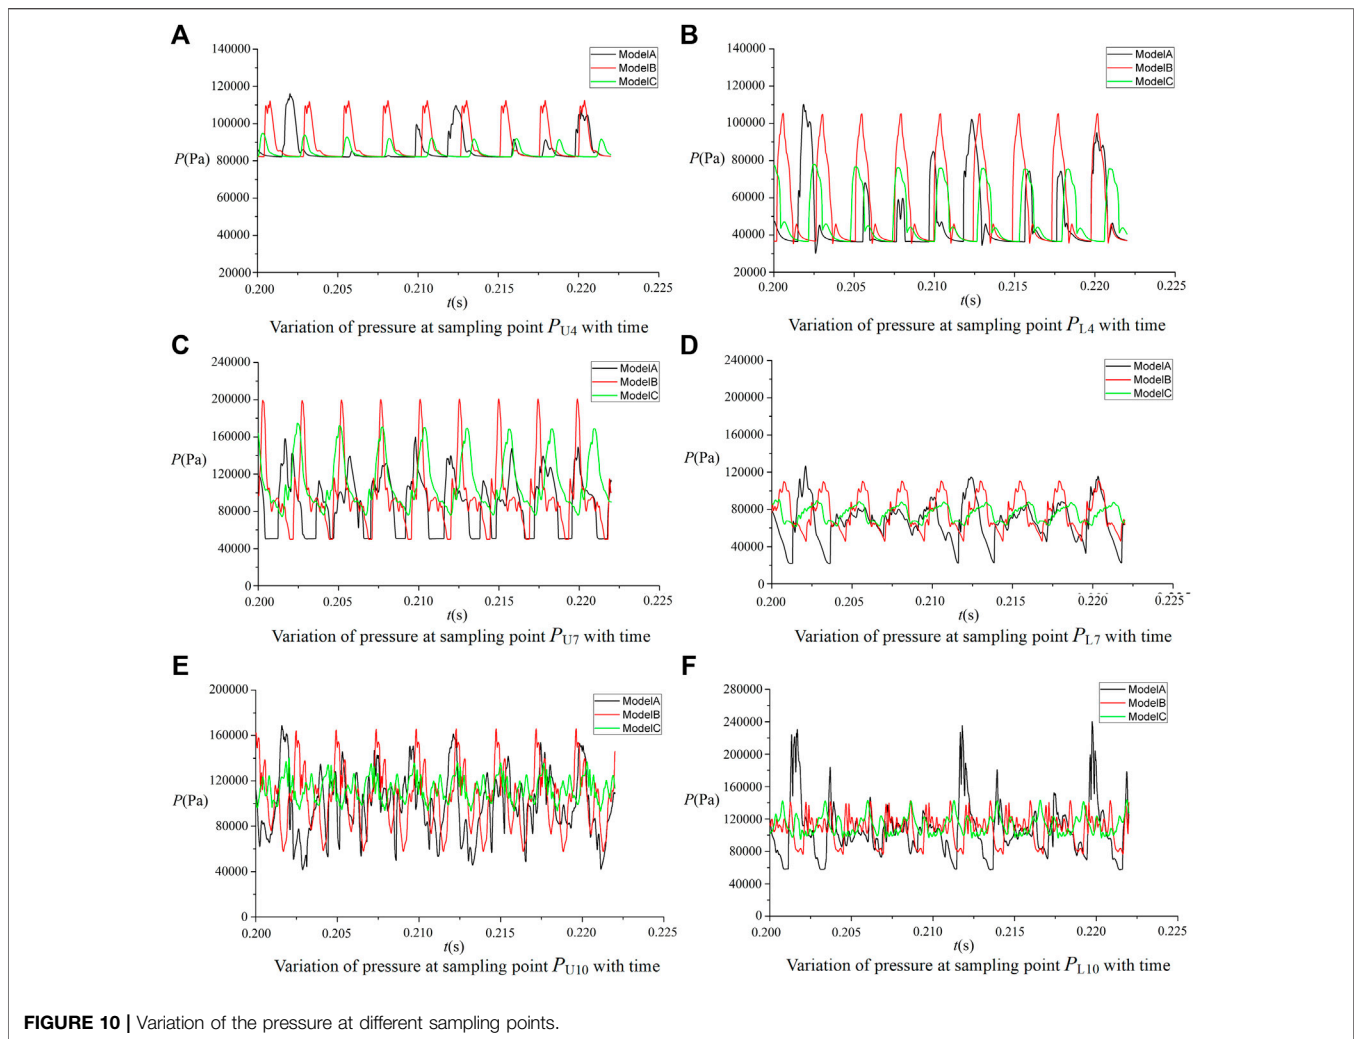 A
140000
120000
100000
80000
60000
40000
20000
P(Pa)
ModelA
ModelB
ModelC
0.200
0.205
0.210
0.215
0.220
0.225
t(s)
Variation of pressure at sampling point PU4 with time
B
140000
120000
100000
80000
60000
40000
20000
P(Pa)
ModelA
ModelB
ModelC
0.200
0.205
0.210
0.215
0.220
0.225
t(s)
Variation of pressure at sampling point PL4 with time
C
240000
200000
160000
120000
80000
40000
0
P(Pa)
ModelA
ModelB
ModelC
0.200
0.205
0.210
0.215
0.220
0.225
t(s)
Variation of pressure at sampling point PU7 with time
D
240000
200000
160000
120000
80000
40000
0
P(Pa)
ModelA
ModelB
ModelC
0.200
0.205
0.210
0.215
0.220
0.225
t(s)
Variation of pressure at sampling point PL7 with time
E
200000
160000
120000
80000
40000
0
P(Pa)
ModelA
ModelB
ModelC
0.200
0.205
0.210
0.215
0.220
0.225
t(s)
Variation of pressure at sampling point PU10 with time
F
280000
240000
200000
160000
120000
80000
40000
0
P(Pa)
ModelA
ModelB
ModelC
0.200
0.205
0.210
0.215
0.220
0.225
t(s)
Variation of pressure at sampling point PL10 with time
FIGURE 10 | Variation of the pressure at different sampling points.